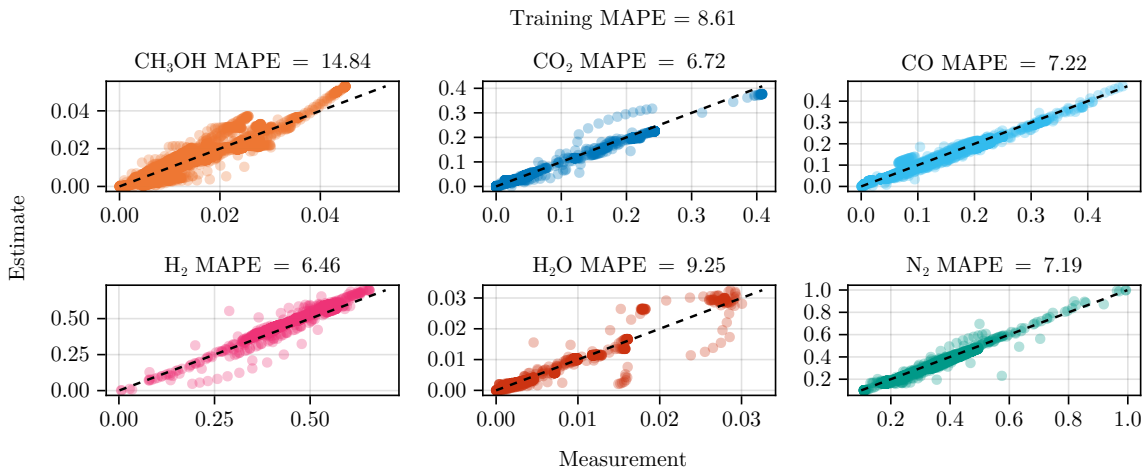 Training MAPE = 8.61
CH₃OH MAPE = 14.84
CO₂ MAPE = 6.72
CO MAPE = 7.22
0.04
0.02
0.00
0.00 0.02 0.04
0.4
0.3
0.2
0.1
0.0
0.0 0.1 0.2 0.3 0.4
0.4
0.3
0.2
0.1
0.0
0.0 0.1 0.2 0.3 0.4
Estimate
H₂ MAPE = 6.46
H₂O MAPE = 9.25
N₂ MAPE = 7.19
0.50
0.25
0.00
0.00 0.25 0.50
0.03
0.02
0.01
0.00
0.00 0.01 0.02 0.03
1.0
0.8
0.6
0.4
0.2
0.2 0.4 0.6 0.8 1.0
Measurement